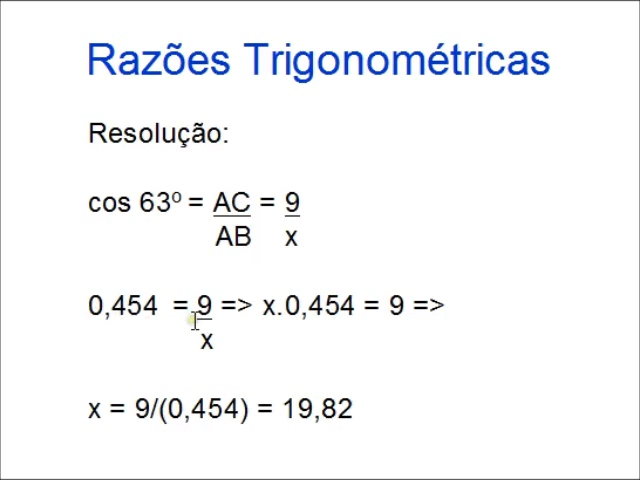 Razões Trigonométricas
Resolução:
cos 63º = AC = 9
AB x
0,454 = 9 => x.0,454 = 9 =>
x
x = 9/(0,454) = 19,82